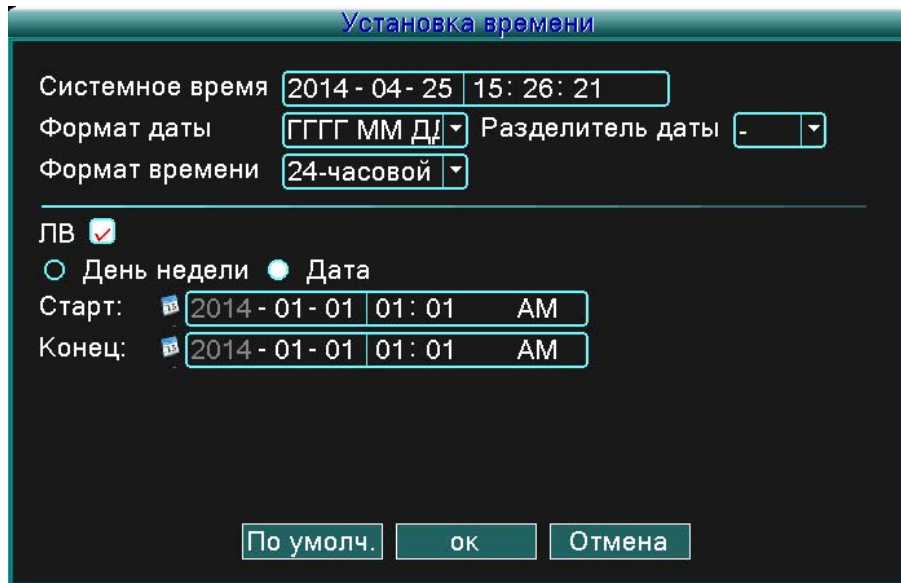 Установка времени
Системное время 2014 - 04 - 25 15: 26: 21
Формат даты ГГГГ ММ ДД Разделитель даты -
Формат времени 24-часовой
ЛВ
День недели Дата
Старт: 2014 - 01 - 01 01: 01 AM
Конец: 2014 - 01 - 01 01: 01 AM
По умолч. ок Отмена